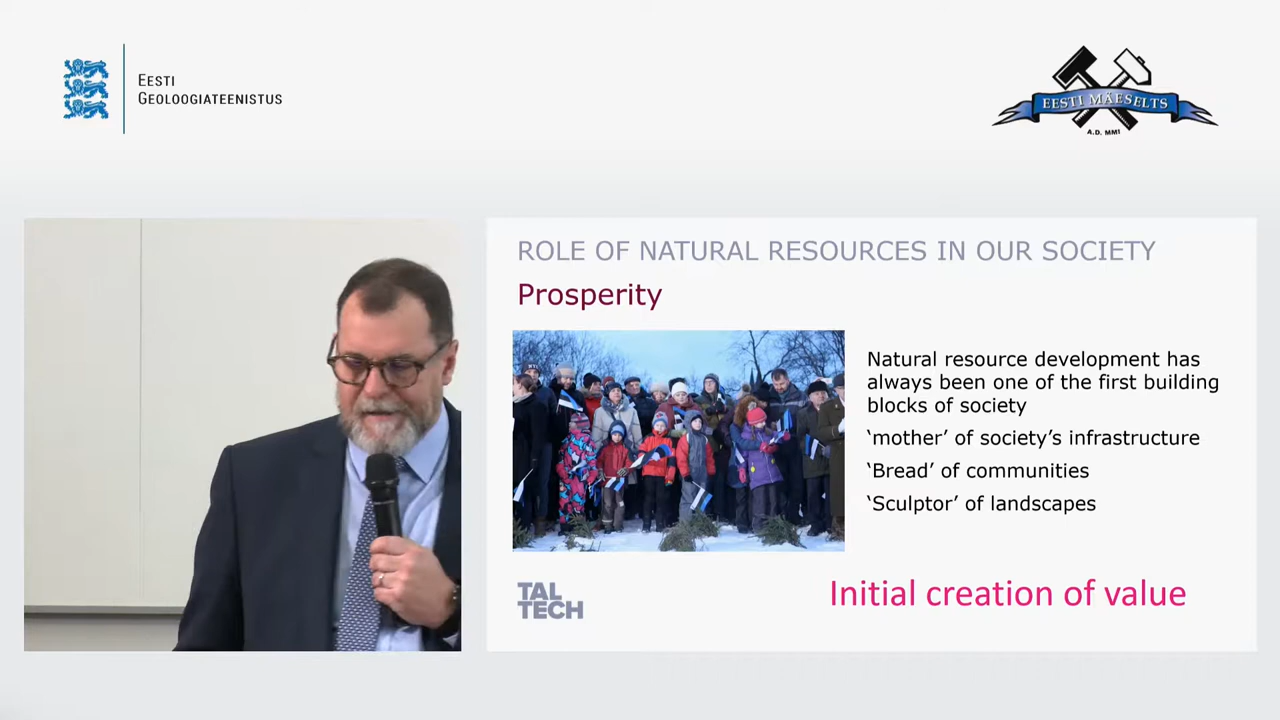 EESTI
GEOLOOGIATEENISTUS
EESTI MÄESELTS
A.D. MMI
ROLE OF NATURAL RESOURCES IN OUR SOCIETY
Prosperity
Natural resource development has
always been one of the first building
blocks of society
‘mother’ of society’s infrastructure
‘Bread’ of communities
‘Sculptor’ of landscapes
TAL
TECH
Initial creation of value